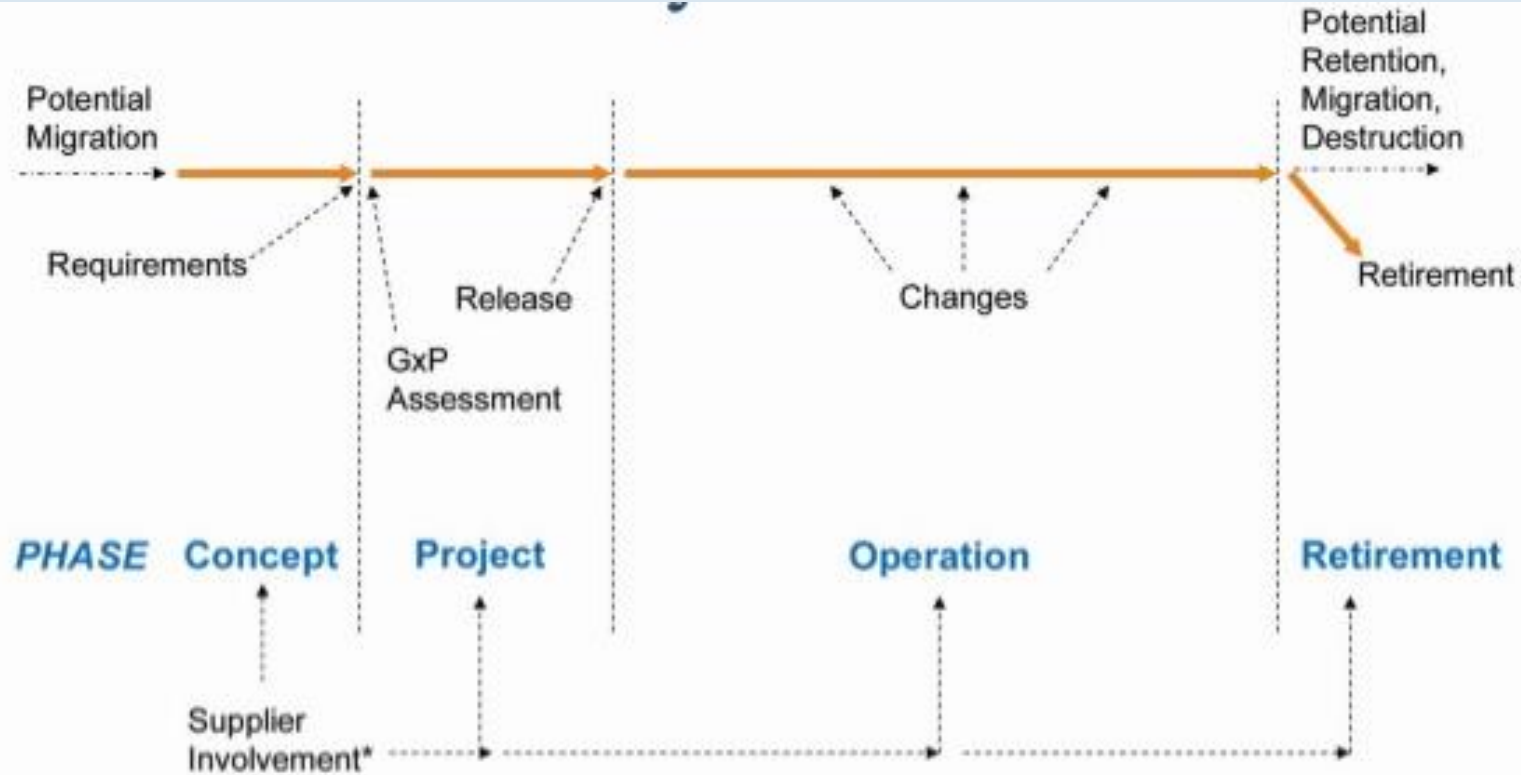 Potential
Retention,
Migration,
Destruction
Potential
Migration
Requirements
Release
Changes
Retirement
GxP
Assessment
PHASE Concept Project Operation Retirement
Supplier
Involvement*